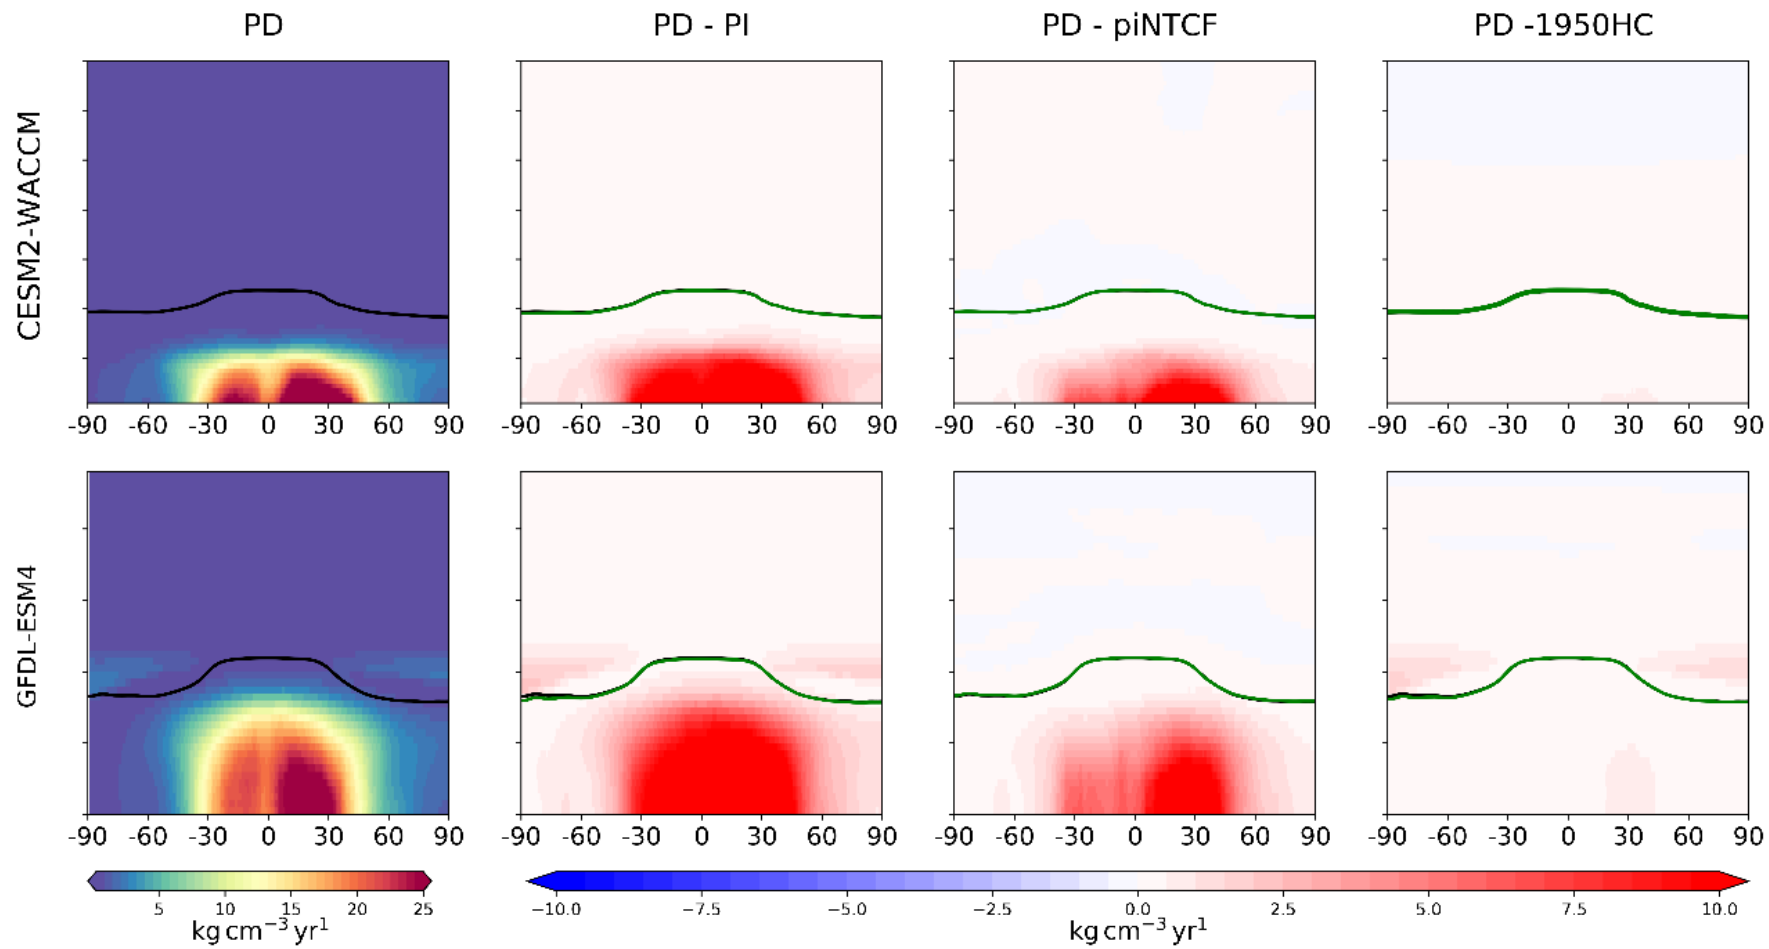 PD PD - PI PD - piNTCF PD -1950HC
CESM2-WACCM
-90 -60 -30 0 30 60 90 -90 -60 -30 0 30 60 90 -90 -60 -30 0 30 60 90 -90 -60 -30 0 30 60 90
GFDL-ESM4
-90 -60 -30 0 30 60 90 -90 -60 -30 0 30 60 90 -90 -60 -30 0 30 60 90 -90 -60 -30 0 30 60 90
5 10 15 20 25 −10.0 −7.5 −5.0 −2.5 0.0 2.5 5.0 7.5 10.0
kg cm⁻³ yr¹ kg cm⁻³ yr¹